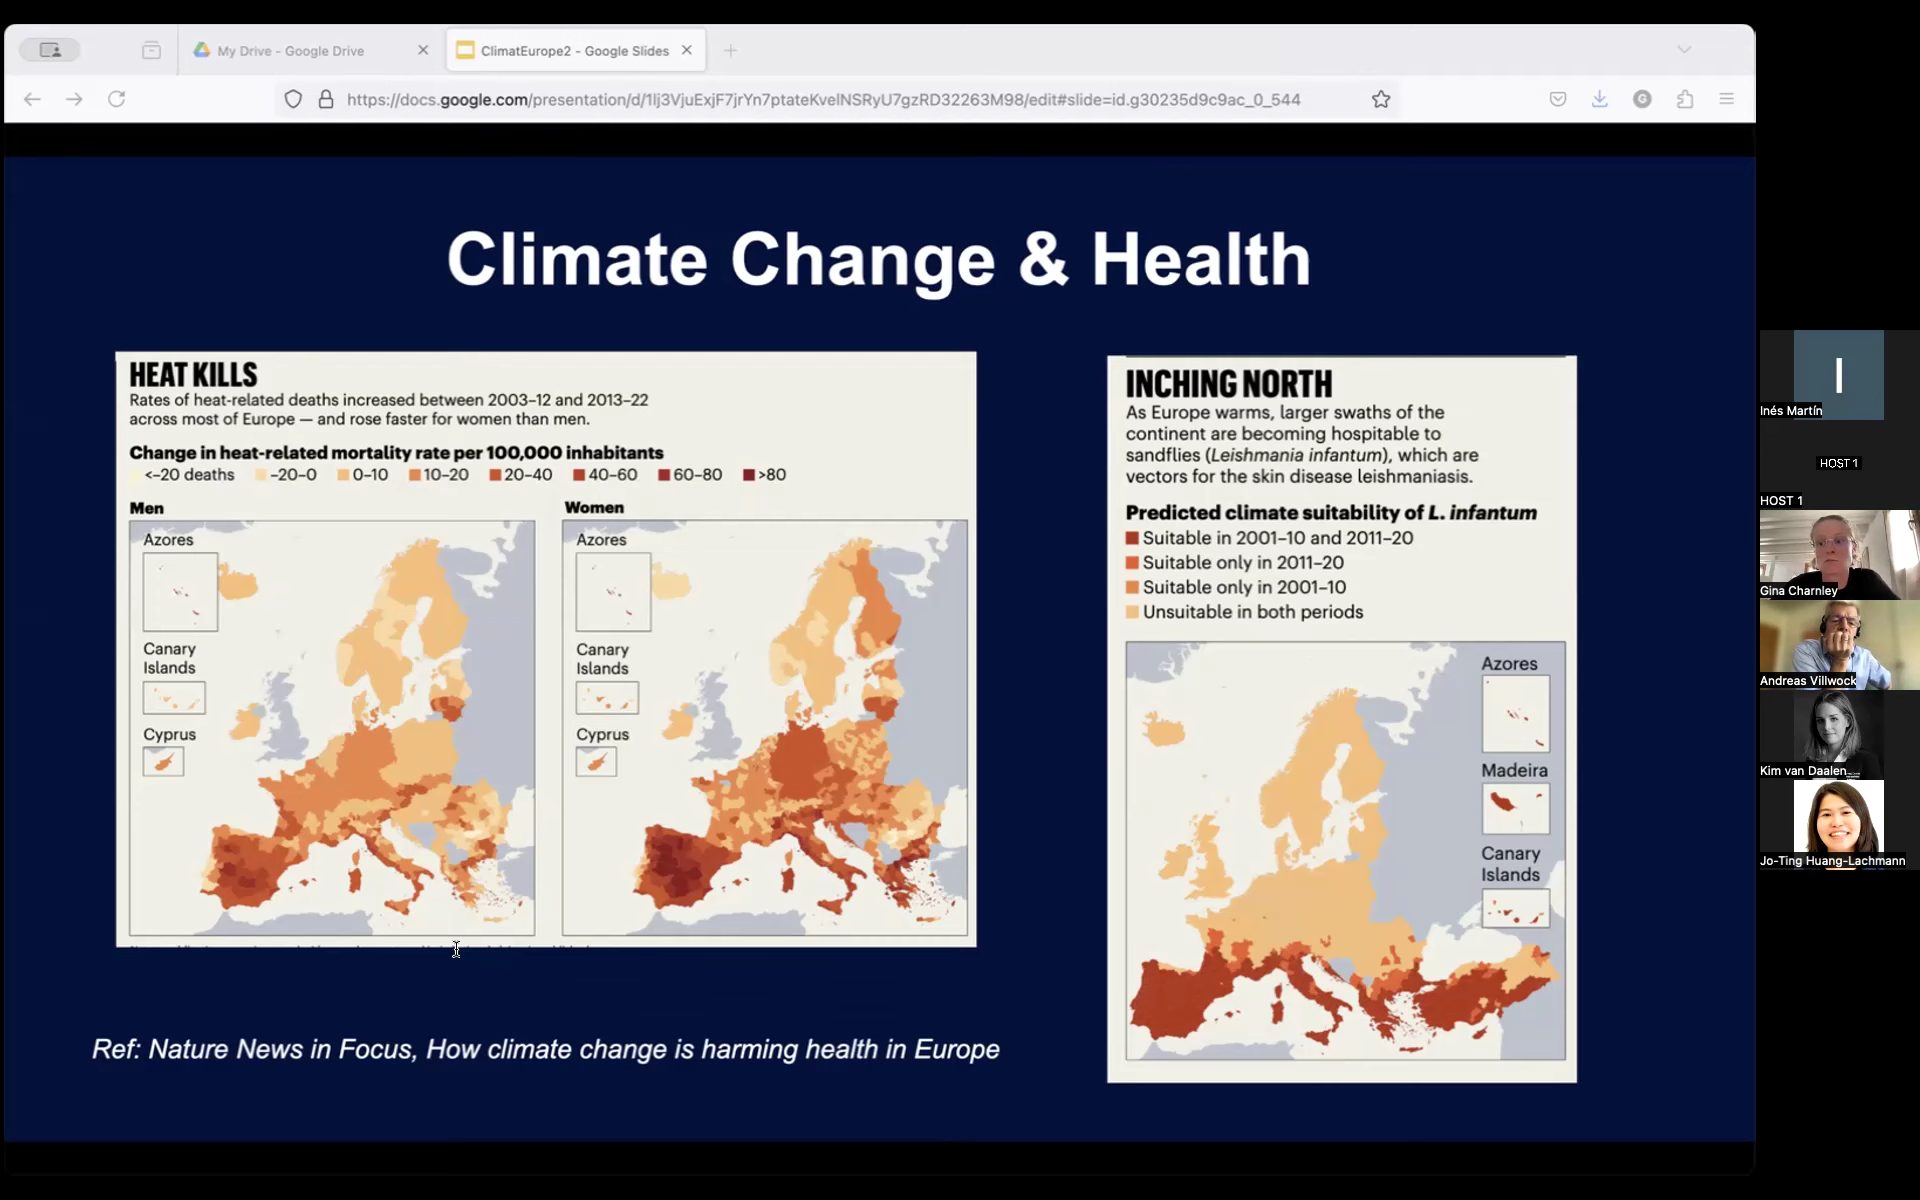 My Drive - Google Drive
ClimatEurope2 - Google Slides
https://docs.google.com/presentation/d/1lj3VjuExjF7jrYn7ptateKvelNSRyU7gzRD32263M98/edit#slide=id.g30235d9c9ac_0_544
G
Climate Change & Health
HEAT KILLS
Rates of heat-related deaths increased between 2003–12 and 2013–22
across most of Europe — and rose faster for women than men.
Change in heat-related mortality rate per 100,000 inhabitants
<-20 deaths -20–0 0–10 10–20 20–40 40–60 60–80 >80
Men
Azores
Canary
Islands
Cyprus
Women
Azores
Canary
Islands
Cyprus
INCHING NORTH
As Europe warms, larger swaths of the
continent are becoming hospitable to
sandflies (Leishmania infantum), which are
vectors for the skin disease leishmaniasis.
Predicted climate suitability of L. infantum
Suitable in 2001–10 and 2011–20
Suitable only in 2011–20
Suitable only in 2001–10
Unsuitable in both periods
Azores
Madeira
Canary
Islands
Ref: Nature News in Focus, How climate change is harming health in Europe
I
Inés Martín
HOST 1
HOST 1
Gina Charnley
Andreas Villwock
Kim van Daalen
Jo-Ting Huang-Lachmann